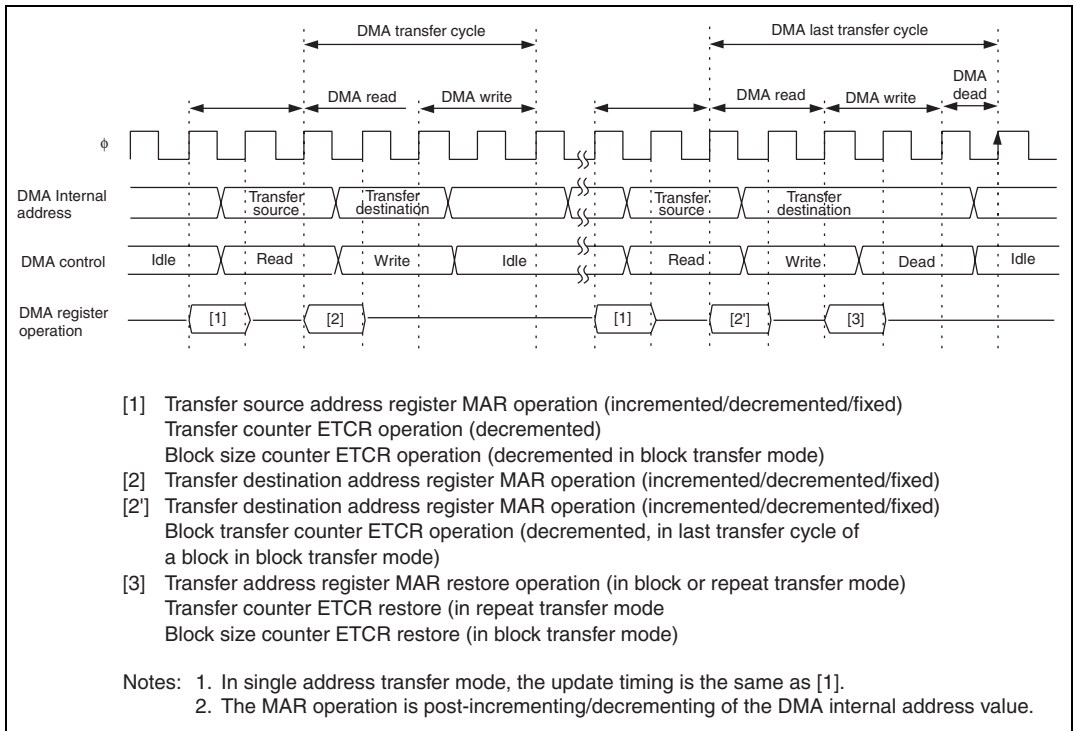 DMA transfer cycle DMA last transfer cycle
DMA read DMA write DMA read DMA write DMA dead
ϕ
DMA Internal address Transfer source Transfer destination Transfer source Transfer destination
DMA control Idle Read Write Idle Read Write Dead Idle
DMA register operation [1] [2] [1] [2'] [3]
[1] Transfer source address register MAR operation (incremented/decremented/fixed)
Transfer counter ETCR operation (decremented)
Block size counter ETCR operation (decremented in block transfer mode)
[2] Transfer destination address register MAR operation (incremented/decremented/fixed)
[2'] Transfer destination address register MAR operation (incremented/decremented/fixed)
Block transfer counter ETCR operation (decremented, in last transfer cycle of
a block in block transfer mode)
[3] Transfer address register MAR restore operation (in block or repeat transfer mode)
Transfer counter ETCR restore (in repeat transfer mode
Block size counter ETCR restore (in block transfer mode)
Notes: 1. In single address transfer mode, the update timing is the same as [1].
2. The MAR operation is post-incrementing/decrementing of the DMA internal address value.